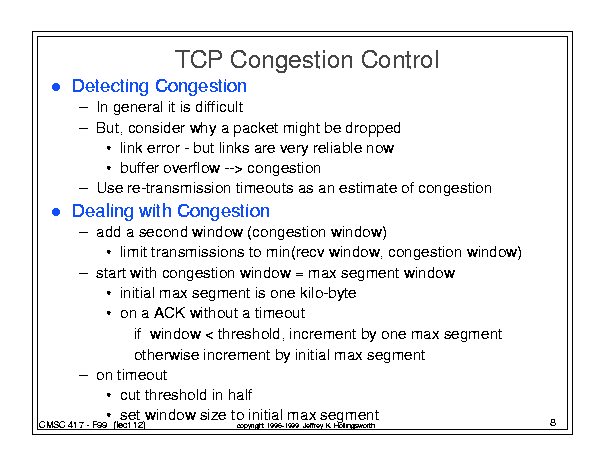 TCP Congestion Control
● Detecting Congestion
– In general it is difficult
– But, consider why a packet might be dropped
• link error - but links are very reliable now
• buffer overflow --> congestion
– Use re-transmission timeouts as an estimate of congestion
● Dealing with Congestion
– add a second window (congestion window)
• limit transmissions to min(recv window, congestion window)
– start with congestion window = max segment window
• initial max segment is one kilo-byte
• on a ACK without a timeout
if window < threshold, increment by one max segment
otherwise increment by initial max segment
– on timeout
• cut threshold in half
• set window size to initial max segment
CMSC 417 - F99 (lect 12) copyright 1996-1999 Jeffrey K. Hollingsworth 8